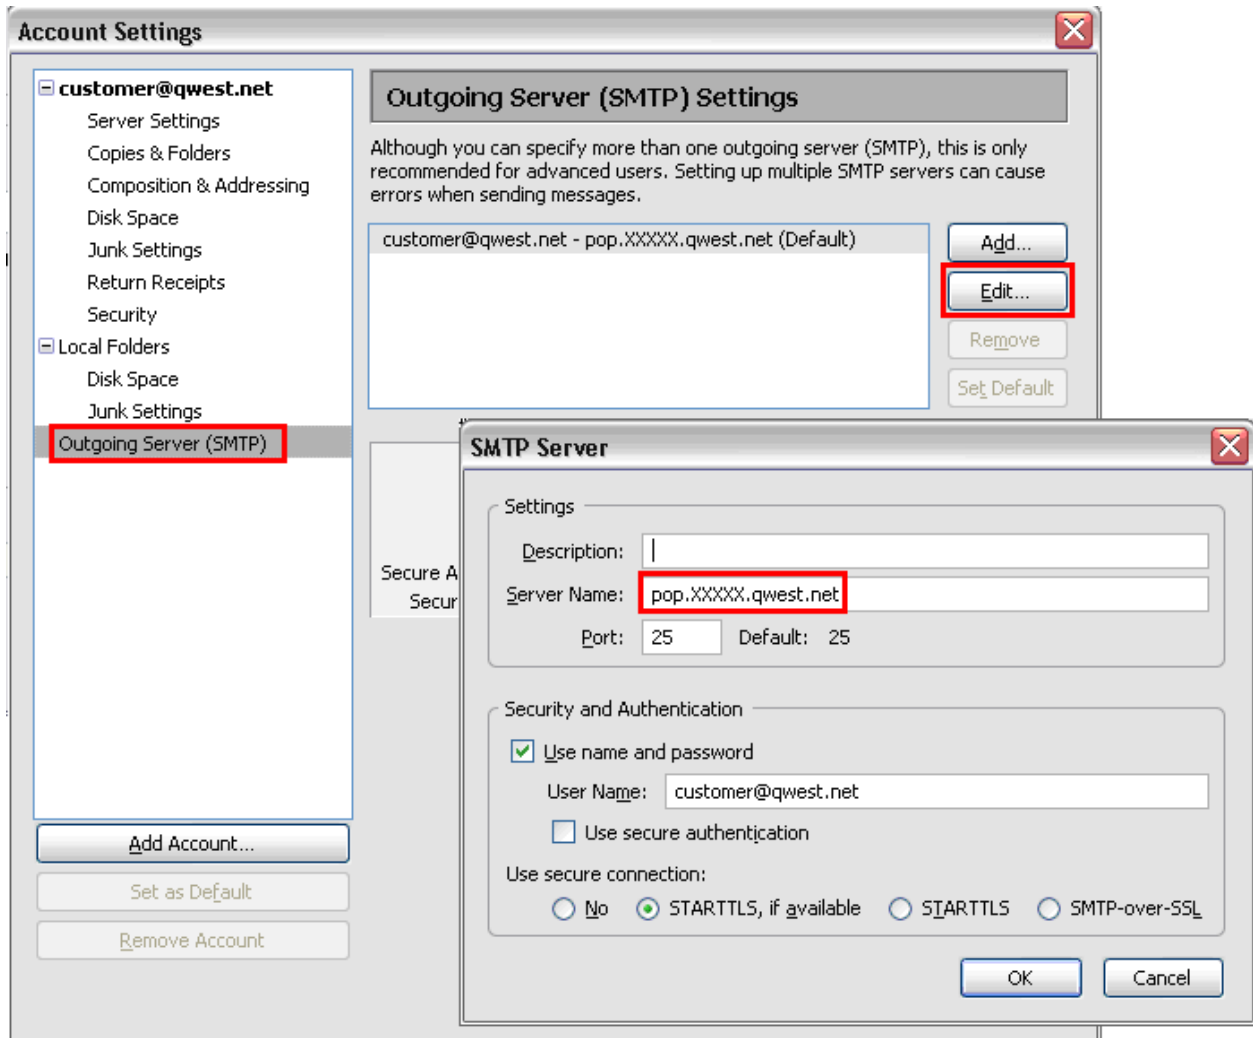 Account Settings
customer@qwest.net
Server Settings
Copies & Folders
Composition & Addressing
Disk Space
Junk Settings
Return Receipts
Security
Local Folders
Disk Space
Junk Settings
Outgoing Server (SMTP)
Add Account...
Set as Default
Remove Account
Outgoing Server (SMTP) Settings
Although you can specify more than one outgoing server (SMTP), this is only
recommended for advanced users. Setting up multiple SMTP servers can cause
errors when sending messages.
customer@qwest.net - pop.XXXXX.qwest.net (Default)
Add...
Edit...
Remove
Set Default
Secure A
Secur
SMTP Server
Settings
Description:
Server Name: pop.XXXXX.qwest.net
Port: 25 Default: 25
Security and Authentication
Use name and password
User Name: customer@qwest.net
Use secure authentication
Use secure connection:
No STARTTLS, if available STARTTLS SMTP-over-SSL
OK Cancel